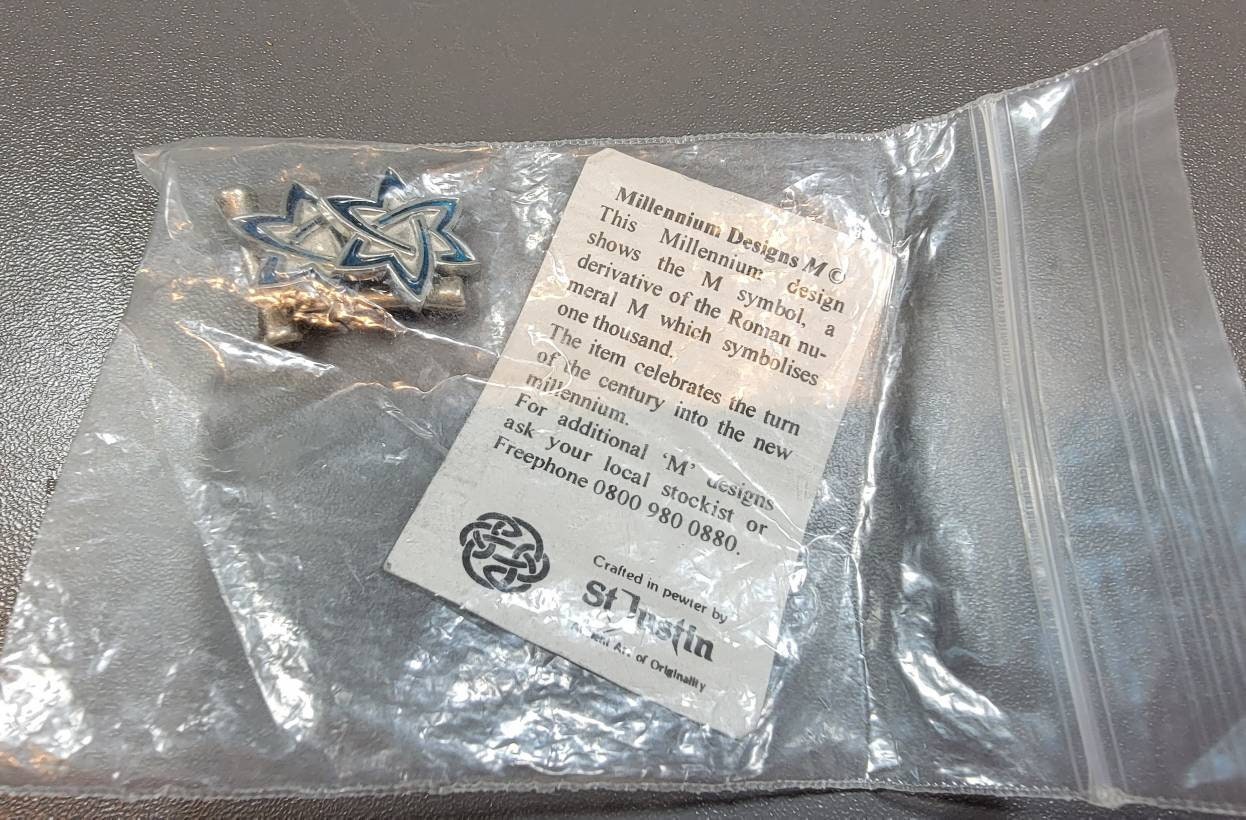 Millennium Designs M ©
This Millennium design
shows the M symbol, a
derivative of the Roman nu-
meral M which symbolises
one thousand.
The item celebrates the turn
of the century into the new
millennium.
For additional 'M' designs
ask your local stockist or
Freephone 0800 980 0880.
Crafted in pewter by
St Justin
Art of Originality